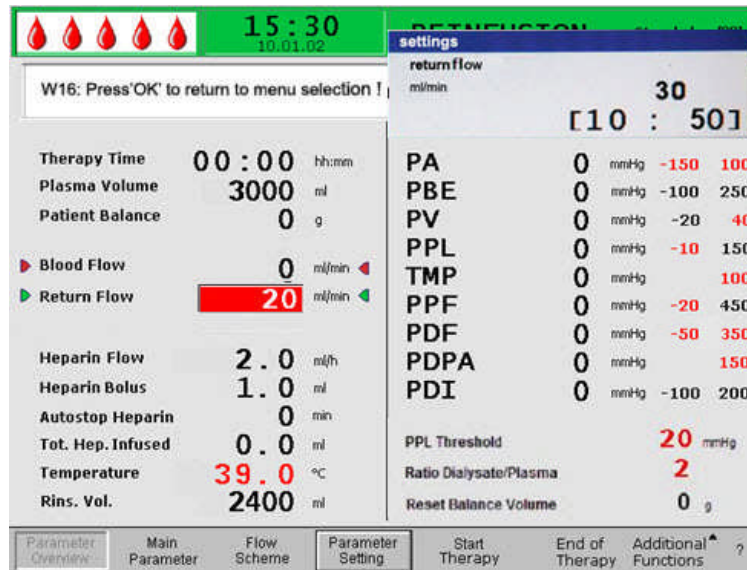 15:30
10.01.02
settings
return flow
ml/min 30
[10 : 50]
W16: Press'OK' to return to menu selection !
Therapy Time 00:00 hh:mm
Plasma Volume 3000 ml
Patient Balance 0 g
Blood Flow 0 ml/min
Return Flow 20 ml/min
Heparin Flow 2.0 ml/h
Heparin Bolus 1.0 ml
Autostop Heparin 0 min
Tot. Hep. Infused 0.0 ml
Temperature 39.0 °C
Rins. Vol. 2400 ml
PA 0 mmHg -150 100
PBE 0 mmHg -100 250
PV 0 mmHg -20 40
PPL 0 mmHg -10 150
TMP 0 mmHg 100
PPF 0 mmHg -20 450
PDF 0 mmHg -50 350
PDPA 0 mmHg 150
PDI 0 mmHg -100 200
PPL Threshold 20 mmHg
Ratio Dialysate/Plasma 2
Reset Balance Volume 0 g
Parameter Overview
Main Parameter
Flow Scheme
Parameter Setting
Start Therapy
End of Therapy
Additional Functions
?